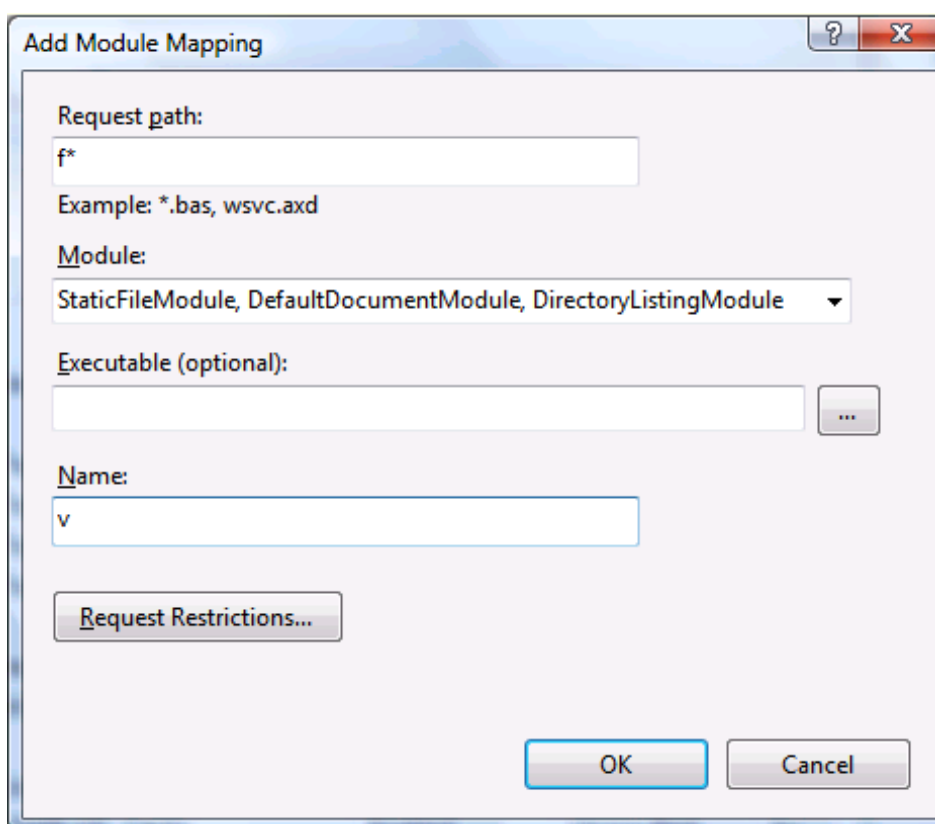 Add Module Mapping
?
Request path:
f*
Example: *.bas, wsvc.axd
Module:
StaticFileModule, DefaultDocumentModule, DirectoryListingModule
Executable (optional):
...
Name:
v
Request Restrictions...
OK Cancel